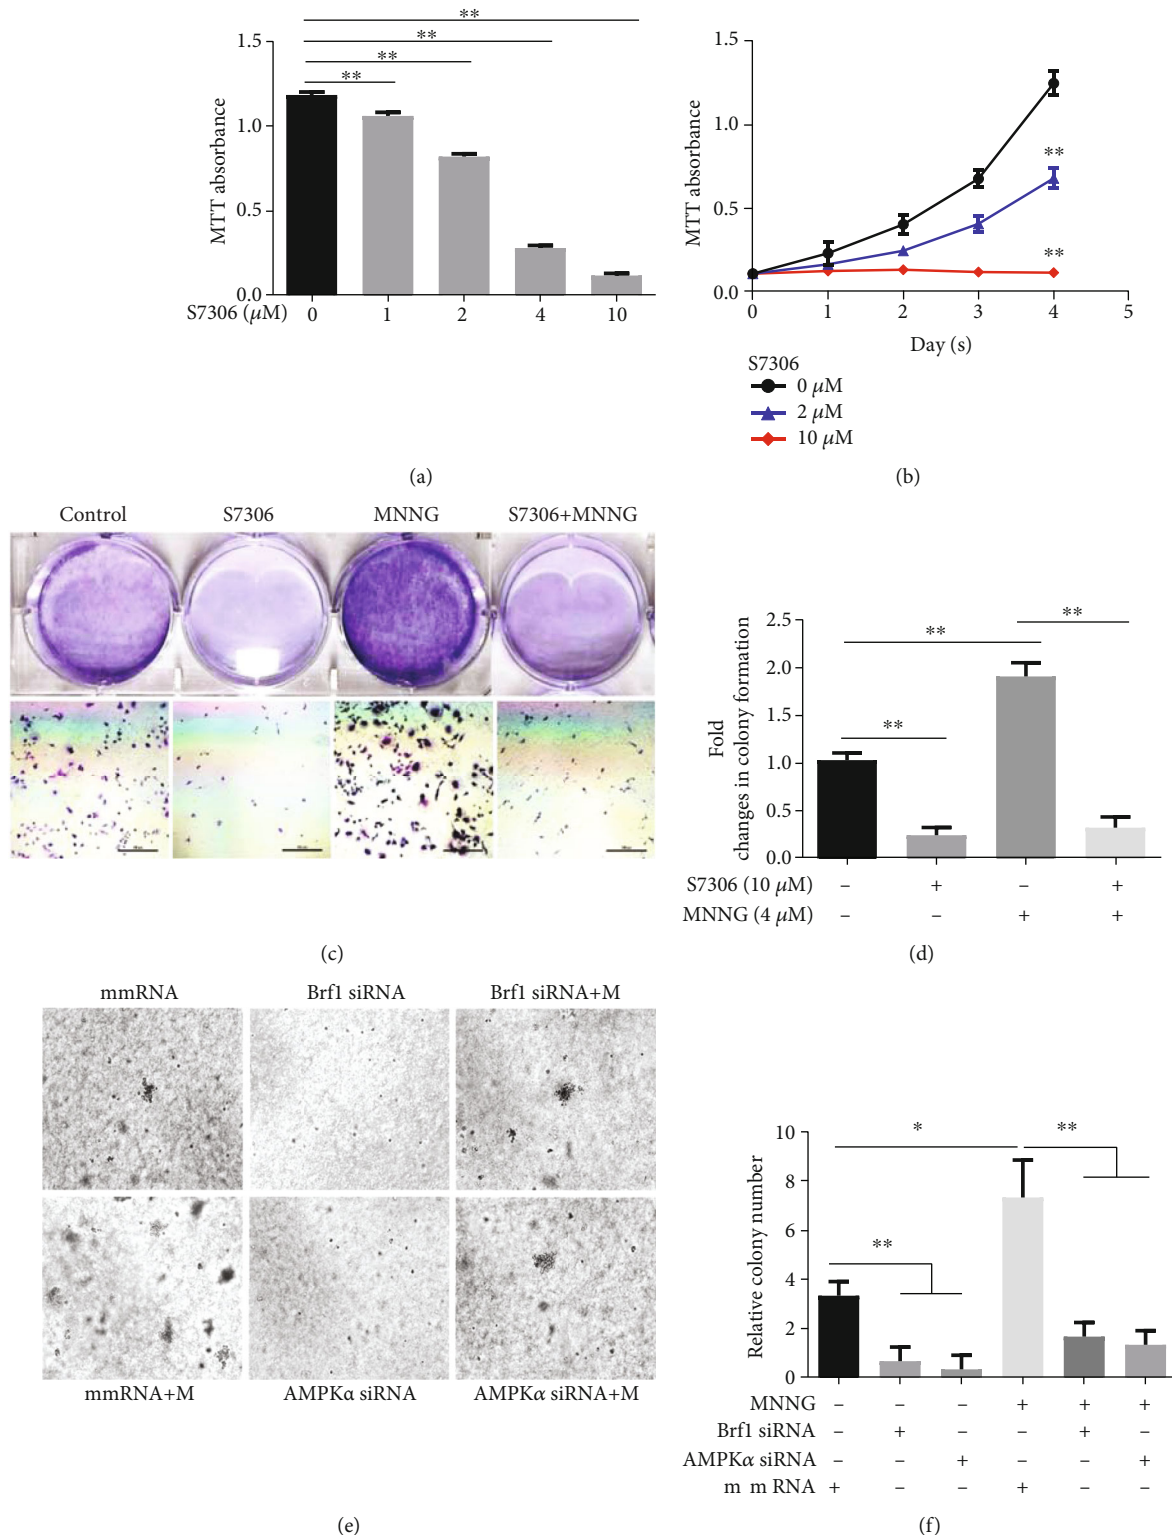 **
**
**
**
1.5
1.0
0.5
0.0
MTT absorbance
S7306 (μM)
0 1 2 4 10
(a)
1.5
1.0
0.5
0.0
MTT absorbance
**
**
0 1 2 3 4 5
Day (s)
S7306
0 μM
2 μM
10 μM
(b)
Control S7306 MNNG S7306+MNNG
(c)
2.5
2.0
1.5
1.0
0.5
0.0
Fold
changes in colony formation
**
**
**
S7306 (10 μM) – + – +
MNNG (4 μM) – – + +
(d)
mmRNA Brf1 siRNA Brf1 siRNA+M
mmRNA+M AMPKα siRNA AMPKα siRNA+M
(e)
10
8
6
4
2
0
Relative colony number
*
**
**
MNNG – – – + + +
Brf1 siRNA – + – – + –
AMPKα siRNA – – + – – +
m m RNA + – – + – –
(f)